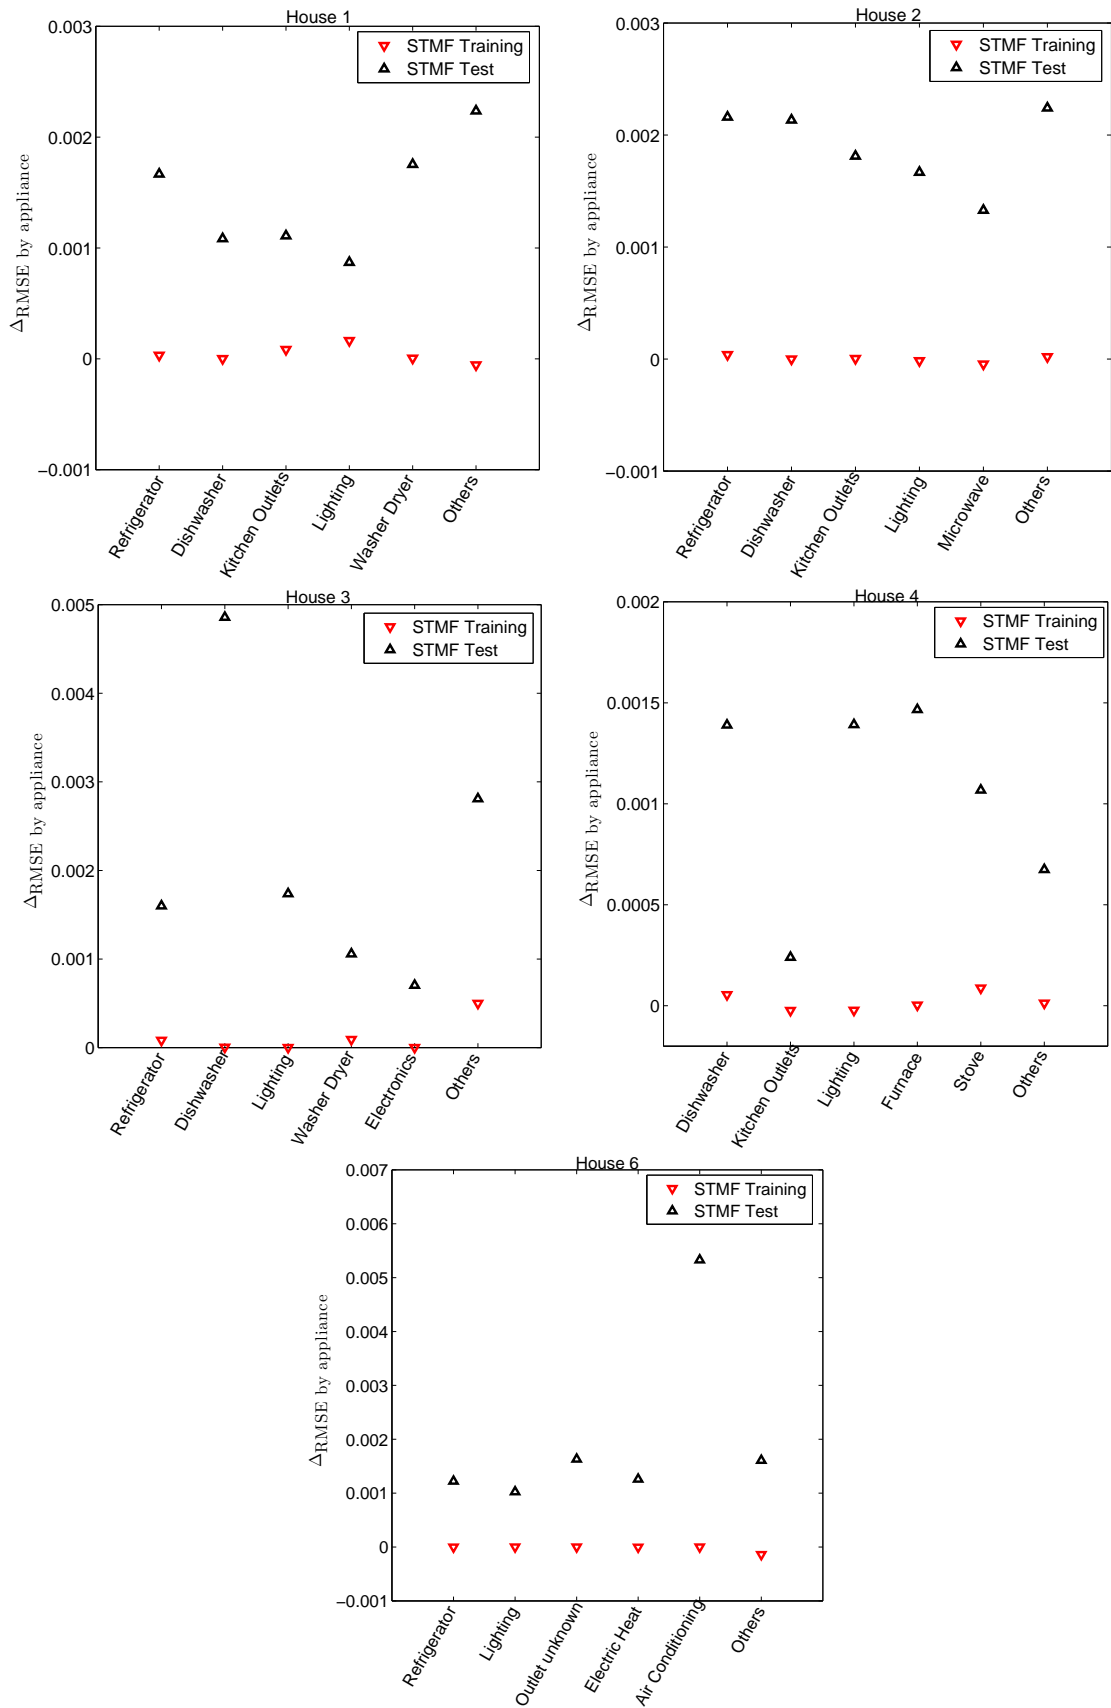 House 1
0.003
0.002
0.001
0
−0.001
ΔRMSE by appliance
STMF Training
STMF Test
Refrigerator
Dishwasher
Kitchen Outlets
Lighting
Washer Dryer
Others
House 2
0.003
0.002
0.001
0
−0.001
ΔRMSE by appliance
STMF Training
STMF Test
Refrigerator
Dishwasher
Kitchen Outlets
Lighting
Microwave
Others
House 3
0.005
0.004
0.003
0.002
0.001
0
ΔRMSE by appliance
STMF Training
STMF Test
Refrigerator
Dishwasher
Lighting
Washer Dryer
Electronics
Others
House 4
0.002
0.0015
0.001
0.0005
0
ΔRMSE by appliance
STMF Training
STMF Test
Dishwasher
Kitchen Outlets
Lighting
Furnace
Stove
Others
House 6
0.007
0.006
0.005
0.004
0.003
0.002
0.001
0
−0.001
ΔRMSE by appliance
STMF Training
STMF Test
Refrigerator
Lighting
Outlet unknown
Electric Heat
Air Conditioning
Others